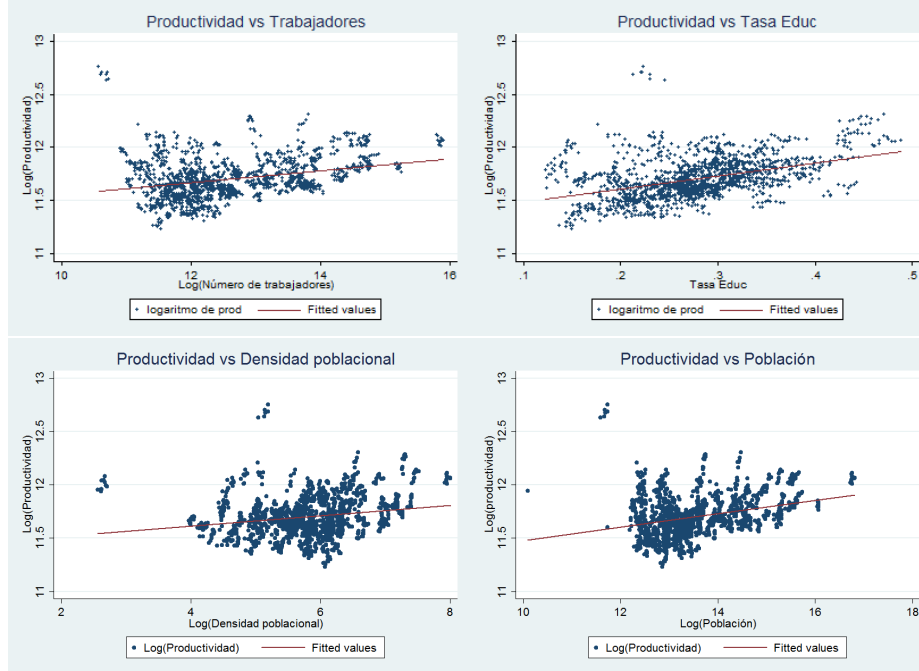 Productividad vs Trabajadores
Log(Productividad)
11
11.5
12
12.5
13
10
12
14
16
Log(Número de trabajadores)
logaritmo de prod
Fitted values
Productividad vs Tasa Educ
Log(Productividad)
11
11.5
12
12.5
13
.1
.2
.3
.4
.5
Tasa Educ
logaritmo de prod
Fitted values
Productividad vs Densidad poblacional
Log(Productividad)
11
11.5
12
12.5
13
2
4
6
8
Log(Densidad poblacional)
Log(Productividad)
Fitted values
Productividad vs Población
Log(productividad)
11
11.5
12
12.5
13
10
12
14
16
18
Log(Población)
Log(Productividad)
Fitted values